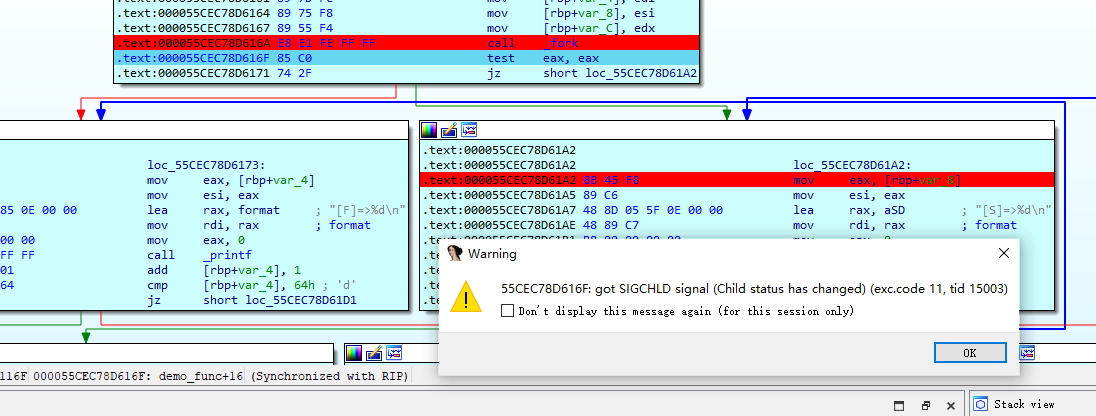 .text:000055CEC78D6164 89 75 F8 mov [rbp+var_8], esi
.text:000055CEC78D6167 89 55 F4 mov [rbp+var_C], edx
.text:000055CEC78D616A E8 E1 FE FF FF call _fork
.text:000055CEC78D616F 85 C0 test eax, eax
.text:000055CEC78D6171 74 2F jz short loc_55CEC78D61A2
loc_55CEC78D6173:
mov eax, [rbp+var_4]
mov esi, eax
85 0E 00 00 lea rax, format ; "[F]=>%d\n"
mov rdi, rax ; format
00 00 mov eax, 0
FF FF call _printf
01 add [rbp+var_4], 1
64 cmp [rbp+var_4], 64h ; 'd'
jz short loc_55CEC78D61D1
.text:000055CEC78D61A2
.text:000055CEC78D61A2 loc_55CEC78D61A2:
.text:000055CEC78D61A2 8B 45 F8 mov eax, [rbp+var_8]
.text:000055CEC78D61A5 89 C6 mov esi, eax
.text:000055CEC78D61A7 48 8D 05 5F 0E 00 00 lea rax, aSD ; "[S]=>%d\n"
.text:000055CEC78D61AE 48 89 C7 mov rdi, rax ; format
Warning
55CEC78D616F: got SIGCHLD signal (Child status has changed) (exc.code 11, tid 15003)
Don't display this message again (for this session only)
OK
116F 000055CEC78D616F: demo_func+16 (Synchronized with RIP)
Stack view